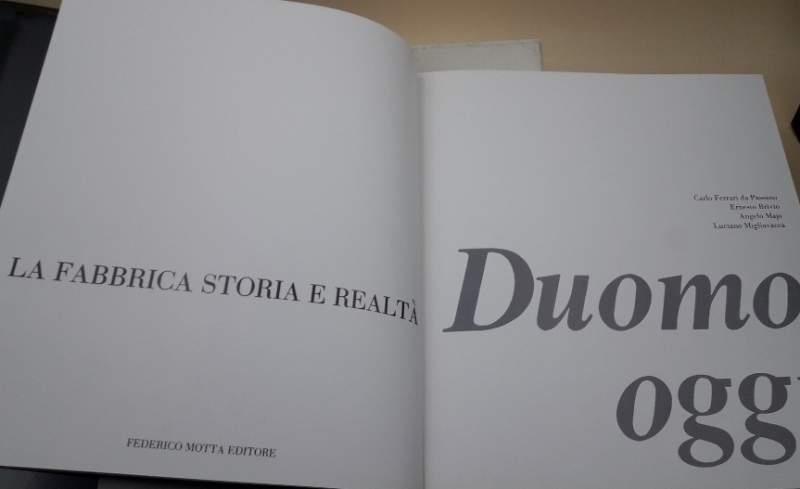 LA FABBRICA STORIA E REALTÀ
FEDERICO MOTTA EDITORE
Carlo Ferrari da Passano
Ernesto Brivio
Angelo Majo
Luciano Migliavacca
Duomo
oggi